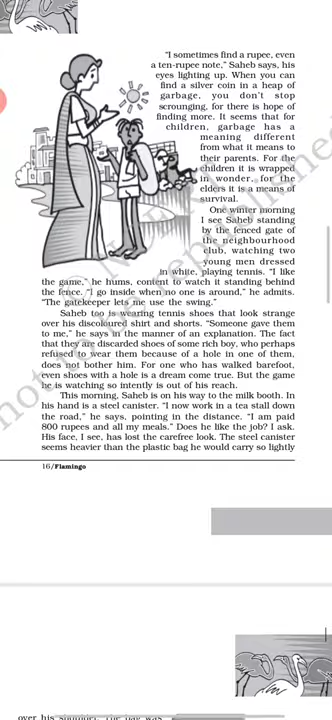 "I sometimes find a rupee, even
a ten-rupee note," Saheb says, his
eyes lighting up. When you can
find a silver coin in a heap of
garbage, you don't stop
scrounging, for there is hope of
finding more. It seems that for
children, garbage has a
meaning different
from what it means to
their parents. For the
children it is wrapped
in wonder, for the
elders it is a means of
survival.
One winter morning
I see Saheb standing
by the fenced gate of
the neighbourhood
club, watching two
young men dressed
in white, playing tennis. "I like
the game," he hums, content to watch it standing behind
the fence. "I go inside when no one is around," he admits.
"The gatekeeper lets me use the swing."
Saheb too is wearing tennis shoes that look strange
over his discoloured shirt and shorts. "Someone gave them
to me," he says in the manner of an explanation. The fact
that they are discarded shoes of some rich boy, who perhaps
refused to wear them because of a hole in one of them,
does not bother him. For one who has walked barefoot,
even shoes with a hole is a dream come true. But the game
he is watching so intently is out of his reach.
This morning, Saheb is on his way to the milk booth. In
his hand is a steel canister. "I now work in a tea stall down
the road," he says, pointing in the distance. "I am paid
800 rupees and all my meals." Does he like the job? I ask.
His face, I see, has lost the carefree look. The steel canister
seems heavier than the plastic bag he would carry so lightly
16/Flamingo
over his shoulder. The bag was